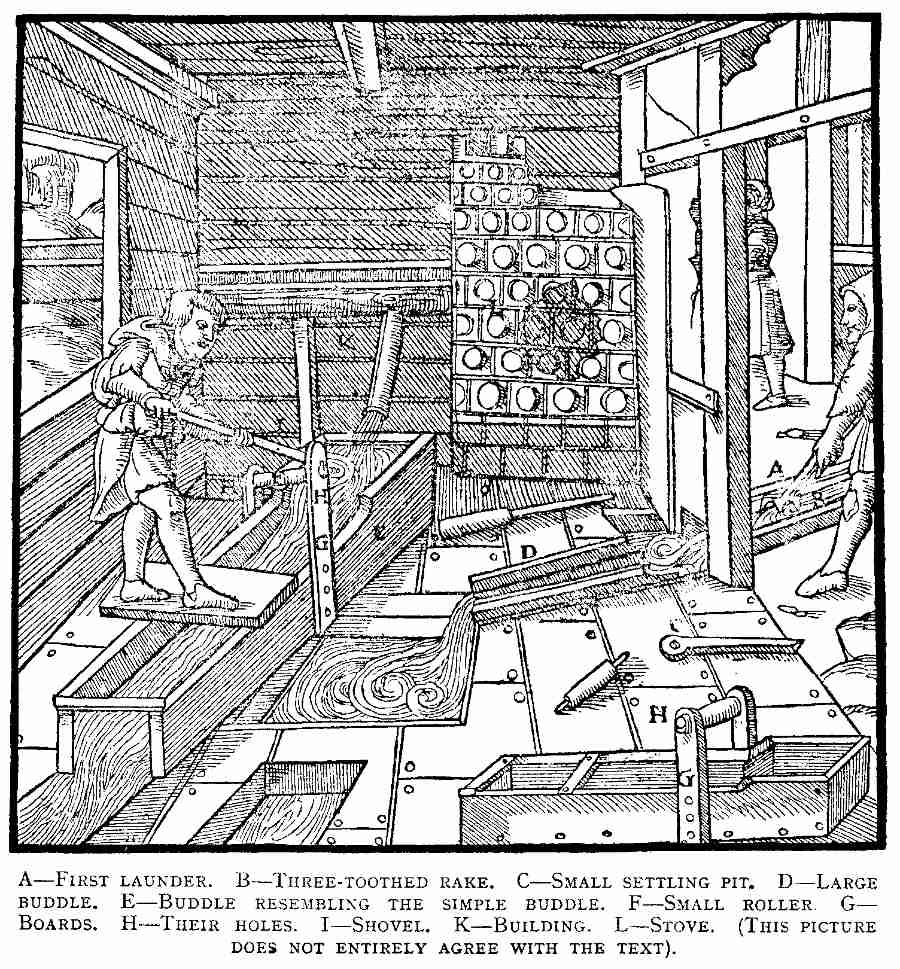 K
E
H
G
E
D
A
H
G
A—FIRST LAUNDER. B—THREE-TOOTHED RAKE. C—SMALL SETTLING PIT. D—LARGE
BUDDLE. E—BUDDLE RESEMBLING THE SIMPLE BUDDLE. F—SMALL ROLLER. G—
BOARDS. H—THEIR HOLES. I—SHOVEL. K—BUILDING. L—STOVE. (THIS PICTURE
DOES NOT ENTIRELY AGREE WITH THE TEXT).